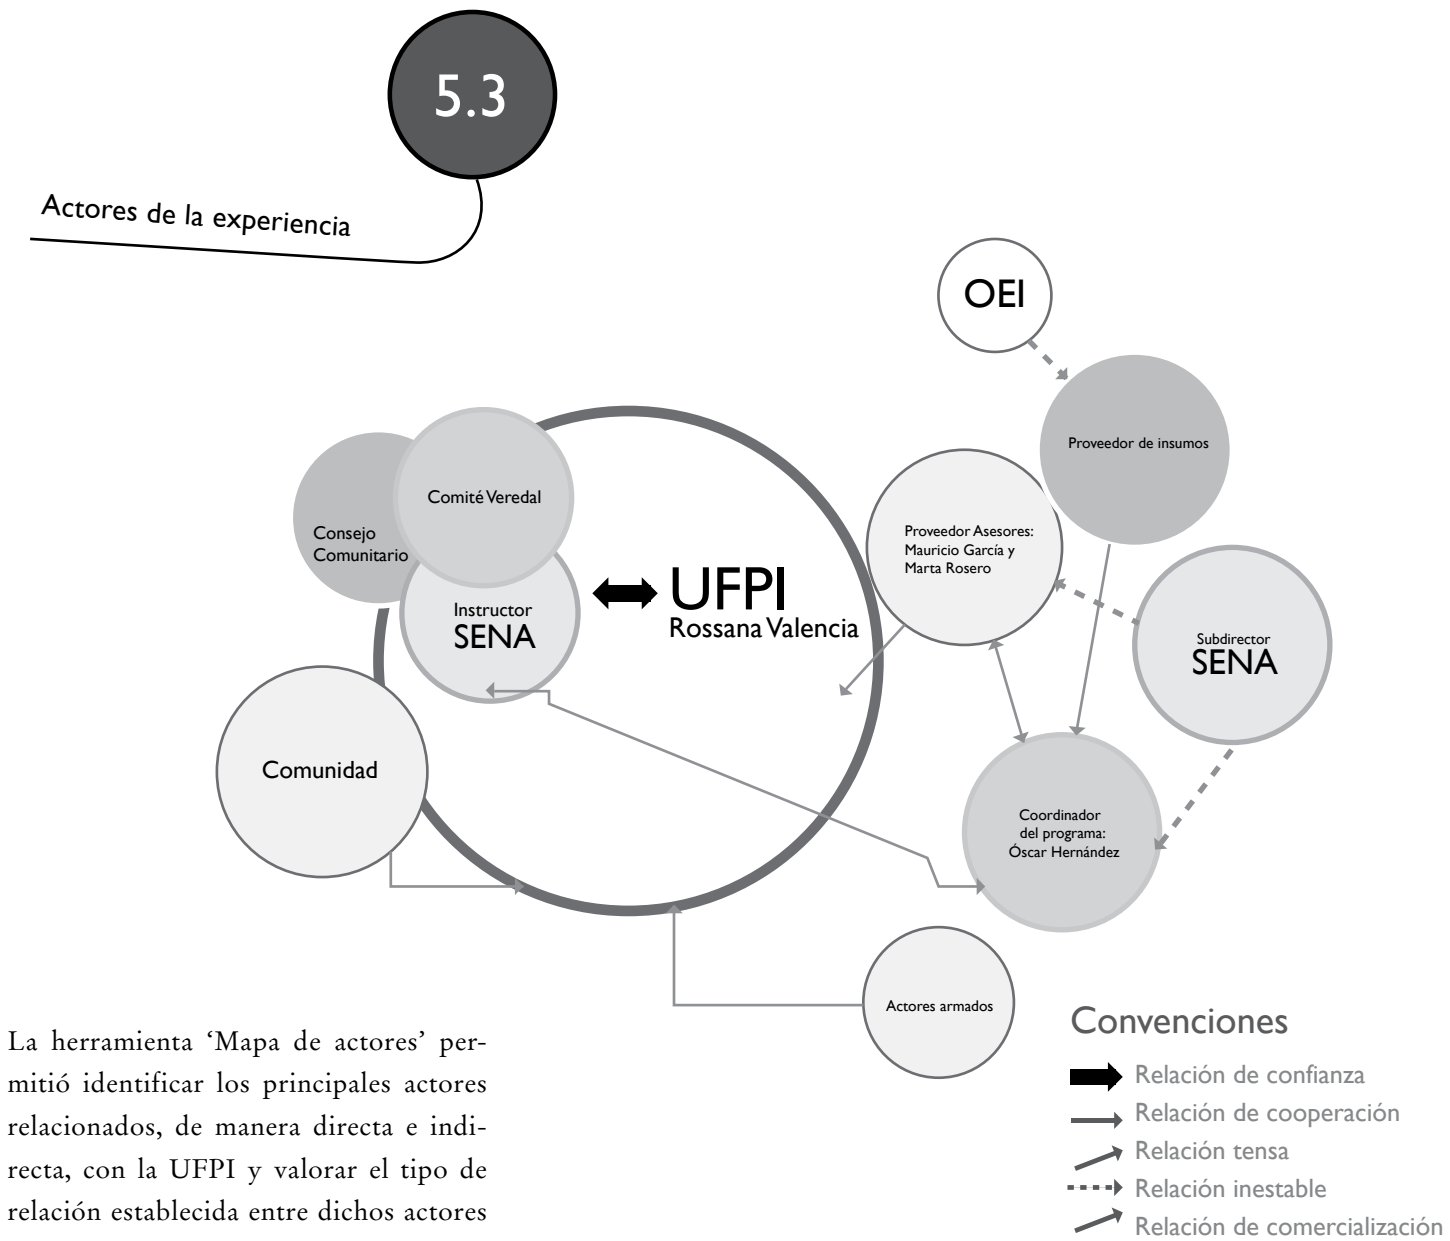 5.3
Actores de la experiencia
OEI
Proveedor de insumos
Comité Veredal
Consejo
Comunitario
Proveedor Asesores:
Mauricio García y
Marta Rosero
UFPI
Rossana Valencia
Instructor
SENA
Subdirector
SENA
Comunidad
Coordinador
del programa:
Óscar Hernández
Actores armados
La herramienta ‘Mapa de actores’ per-
mitió identificar los principales actores
relacionados, de manera directa e indi-
recta, con la UFPI y valorar el tipo de
relación establecida entre dichos actores
Convenciones
Relación de confianza
Relación de cooperación
Relación tensa
Relación inestable
Relación de comercialización